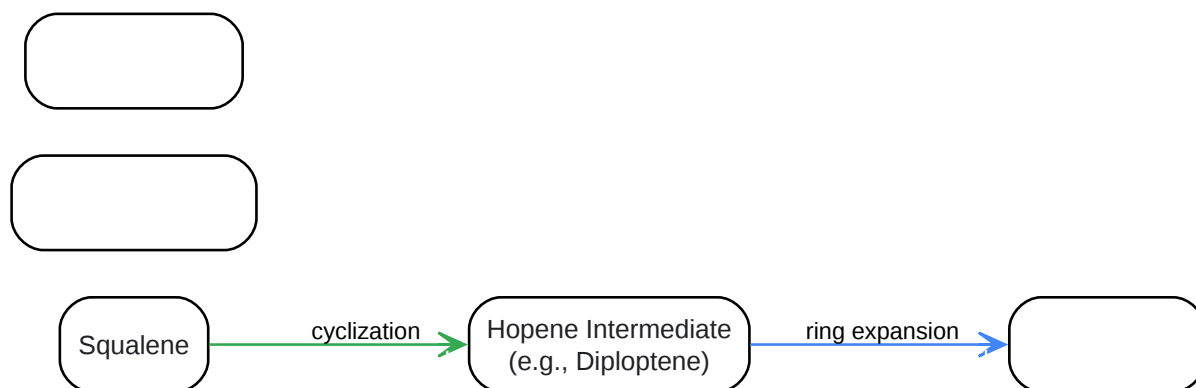 Squalene
cyclization
Hopene Intermediate
(e.g., Diploptene)
ring expansion